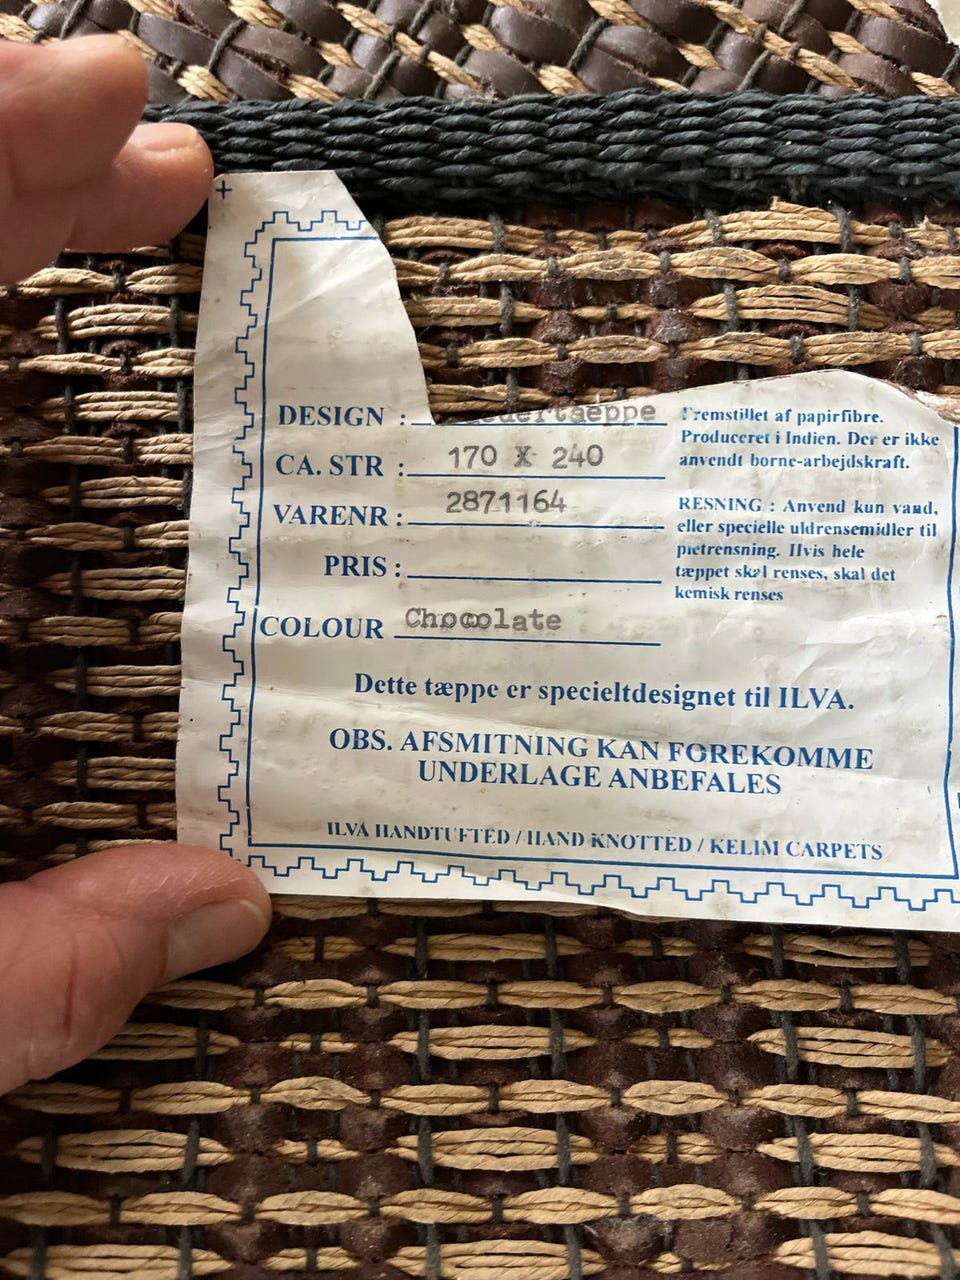 DESIGN :
CA. STR : 170 X 240
VARENR : 2871164
PRIS :
COLOUR Chocolate
Fremstillet af papirfibre.
Produceret i Indien. Der er ikke
anvendt borne-arbejdskraft.
RESNING : Anvend kun vand,
eller specielle uldrensemidler til
pletrensning. Hvis hele
tæppet skal renses, skal det
kemisk renses
Dette tæppe er specieltdesignet til ILVA.
OBS. AFSMITNING KAN FOREKOMME
UNDERLAGE ANBEFALES
ILVA HANDTUFTED / HAND KNOTTED / KELIM CARPETS